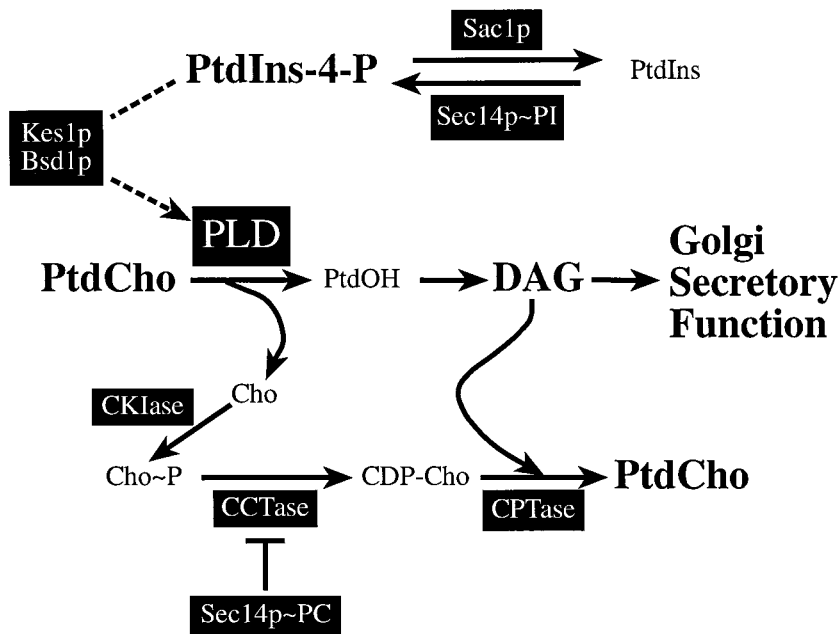 Sac1p
PtdIns-4-P
PtdIns
Sec14p~PI
Kes1p
Bsd1p
PLD
PtdCho
PtdOH
DAG
Golgi
Secretory
Function
CKIase
Cho
Cho~P
CDP-Cho
PtdCho
CCTase
CPTase
Sec14p~PC